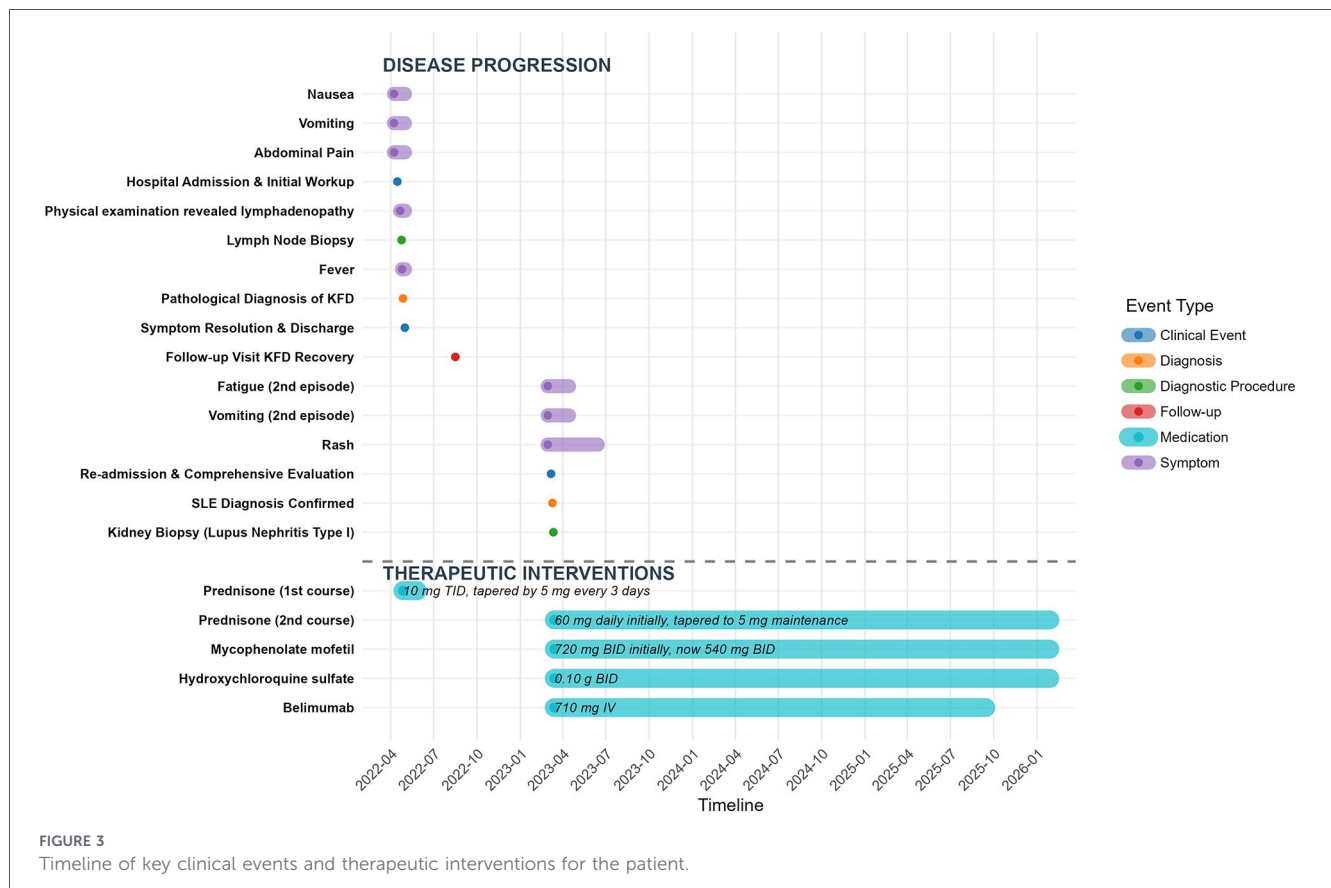 DISEASE PROGRESSION
Nausea
Vomiting
Abdominal Pain
Hospital Admission & Initial Workup
Physical examination revealed lymphadenopathy
Lymph Node Biopsy
Fever
Pathological Diagnosis of KFD
Symptom Resolution & Discharge
Follow-up Visit KFD Recovery
Fatigue (2nd episode)
Vomiting (2nd episode)
Rash
Re-admission & Comprehensive Evaluation
SLE Diagnosis Confirmed
Kidney Biopsy (Lupus Nephritis Type I)
THERAPEUTIC INTERVENTIONS
Prednisone (1st course) 10 mg TID, tapered by 5 mg every 3 days
Prednisone (2nd course) 60 mg daily initially, tapered to 5 mg maintenance
Mycophenolate mofetil 720 mg BID initially, now 540 mg BID
Hydroxychloroquine sulfate 0.10 g BID
Belimumab 710 mg IV
2022-04 2022-07 2022-10 2023-01 2023-04 2023-07 2023-10 2024-01 2024-04 2024-07 2024-10 2025-01 2025-04 2025-07 2025-10 2026-01
Timeline
Event Type
Clinical Event
Diagnosis
Diagnostic Procedure
Follow-up
Medication
Symptom
FIGURE 3
Timeline of key clinical events and therapeutic interventions for the patient.